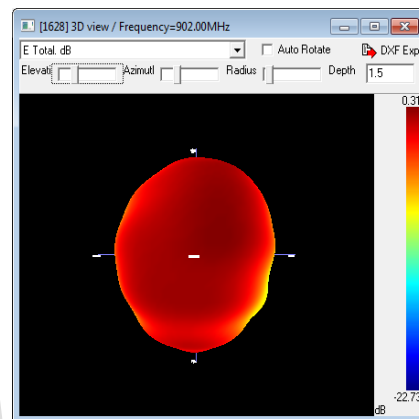 [1628] 3D view / Frequency=902.00MHz
E Total. dB
Auto Rotate
DXF Exp
Elevati
Azimutl
Radius
Depth
1.5
0.31
-22.73
dB